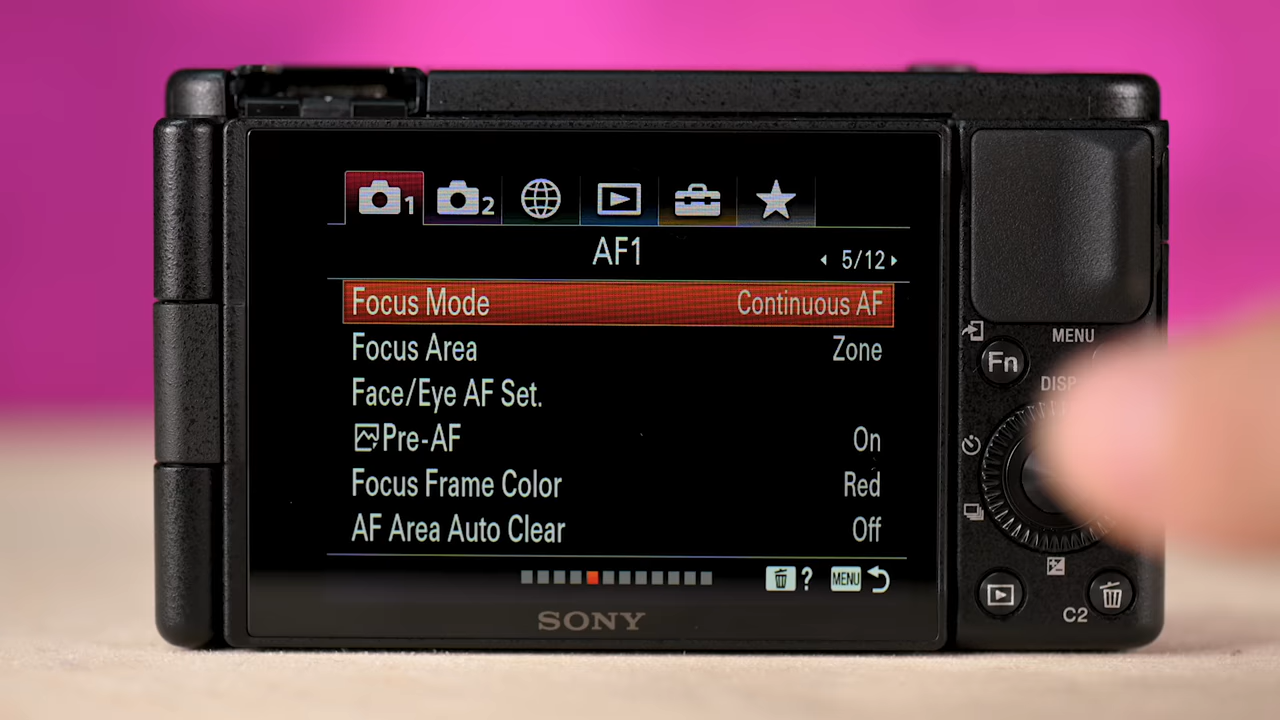 1 2
AF1
5/12
Focus Mode Continuous AF
Focus Area Zone
Face/Eye AF Set.
Pre-AF On
Focus Frame Color Red
AF Area Auto Clear Off
? MENU
SONY
MENU
Fn
DISP
C2